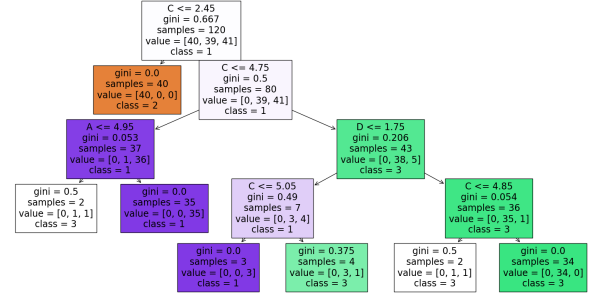 C <= 2.45
gini = 0.667
samples = 120
value = [40, 39, 41]
class = 1
gini = 0.0
samples = 40
value = [40, 0, 0]
class = 2
C <= 4.75
gini = 0.5
samples = 80
value = [0, 39, 41]
class = 1
A <= 4.95
gini = 0.053
samples = 37
value = [0, 1, 36]
class = 1
D <= 1.75
gini = 0.206
samples = 43
value = [0, 38, 5]
class = 3
gini = 0.5
samples = 2
value = [0, 1, 1]
class = 3
gini = 0.0
samples = 35
value = [0, 0, 35]
class = 1
C <= 5.05
gini = 0.49
samples = 7
value = [0, 3, 4]
class = 1
C <= 4.85
gini = 0.054
samples = 36
value = [0, 35, 1]
class = 3
gini = 0.0
samples = 3
value = [0, 0, 3]
class = 1
gini = 0.375
samples = 4
value = [0, 3, 1]
class = 3
gini = 0.5
samples = 2
value = [0, 1, 1]
class = 3
gini = 0.0
samples = 34
value = [0, 34, 0]
class = 3